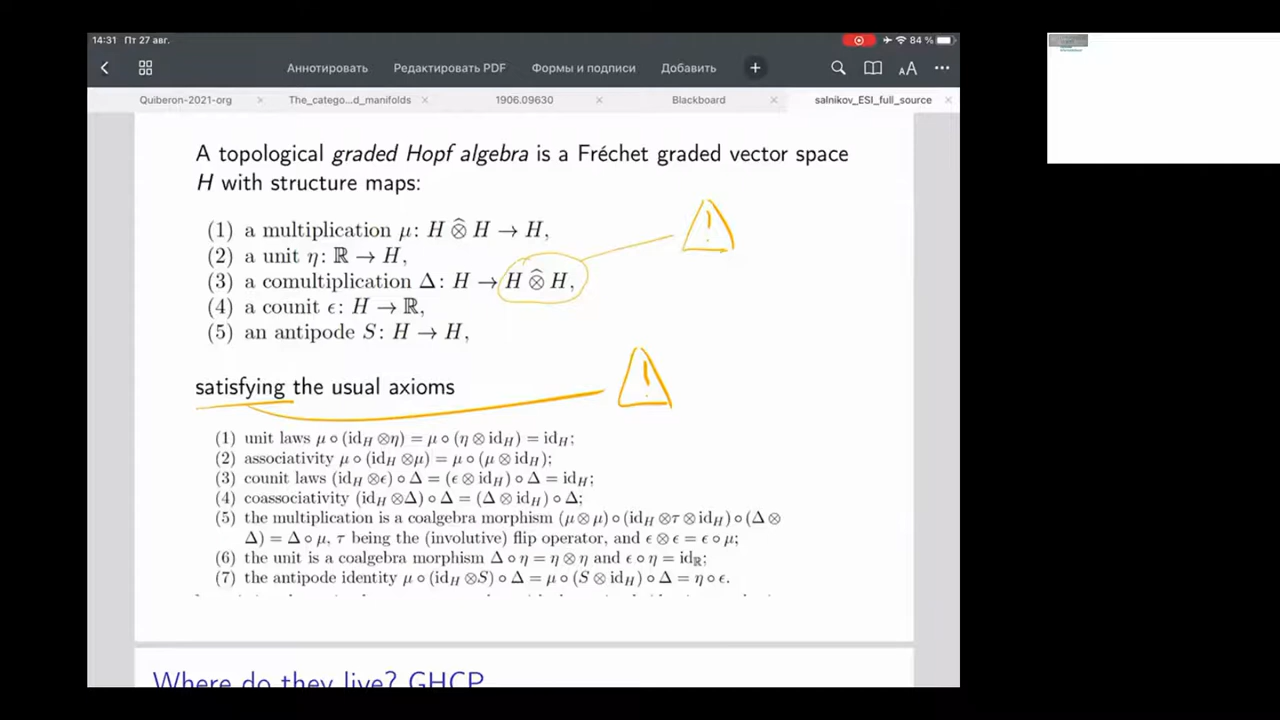 14:31 Пт 27 авг. 84 %
Аннотировать Редактировать PDF Формы и подписи Добавить + AA
Quiberon-2021-org × The_catego...d_manifolds × 1906.09630 × Blackboard × salnikov_ESI_full_source ×
A topological graded Hopf algebra is a Fréchet graded vector space
H with structure maps:
(1) a multiplication μ: H ⊗̂ H → H,
(2) a unit η: ℝ → H,
(3) a comultiplication Δ: H → H ⊗̂ H,
(4) a counit ϵ: H → ℝ,
(5) an antipode S: H → H,
!
satisfying the usual axioms
!
(1) unit laws μ ∘ (id_H ⊗η) = μ ∘ (η ⊗ id_H) = id_H;
(2) associativity μ ∘ (id_H ⊗μ) = μ ∘ (μ ⊗ id_H);
(3) counit laws (id_H ⊗ϵ) ∘ Δ = (ϵ ⊗ id_H) ∘ Δ = id_H;
(4) coassociativity (id_H ⊗Δ) ∘ Δ = (Δ ⊗ id_H) ∘ Δ;
(5) the multiplication is a coalgebra morphism (μ ⊗ μ) ∘ (id_H ⊗τ ⊗ id_H) ∘ (Δ ⊗
Δ) = Δ ∘ μ, τ being the (involutive) flip operator, and ϵ ⊗ ϵ = ϵ ∘ μ;
(6) the unit is a coalgebra morphism Δ ∘ η = η ⊗ η and ϵ ∘ η = id_ℝ;
(7) the antipode identity μ ∘ (id_H ⊗S) ∘ Δ = μ ∘ (S ⊗ id_H) ∘ Δ = η ∘ ϵ.
Where do they live? GHCP